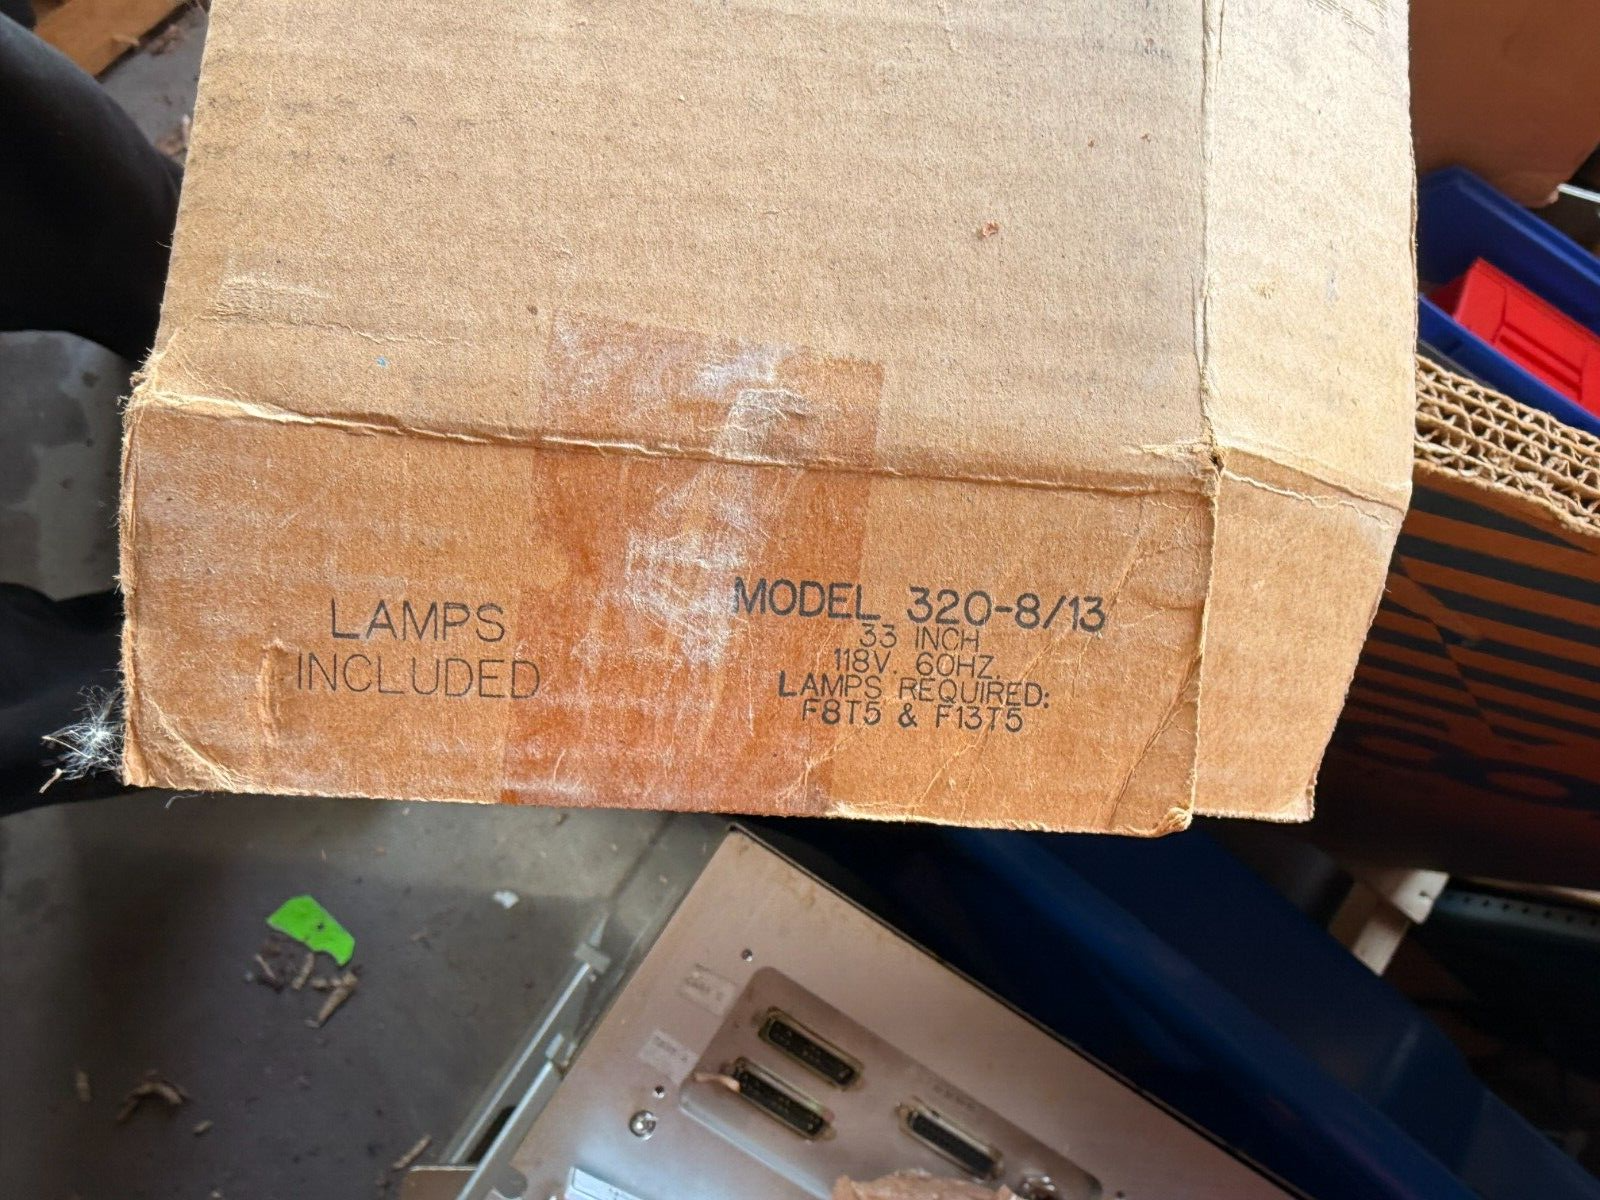 LAMPS
INCLUDED
MODEL 320-8/13
33 INCH
118V. 60HZ.
LAMPS REQUIRED:
F8T5 & F13T5